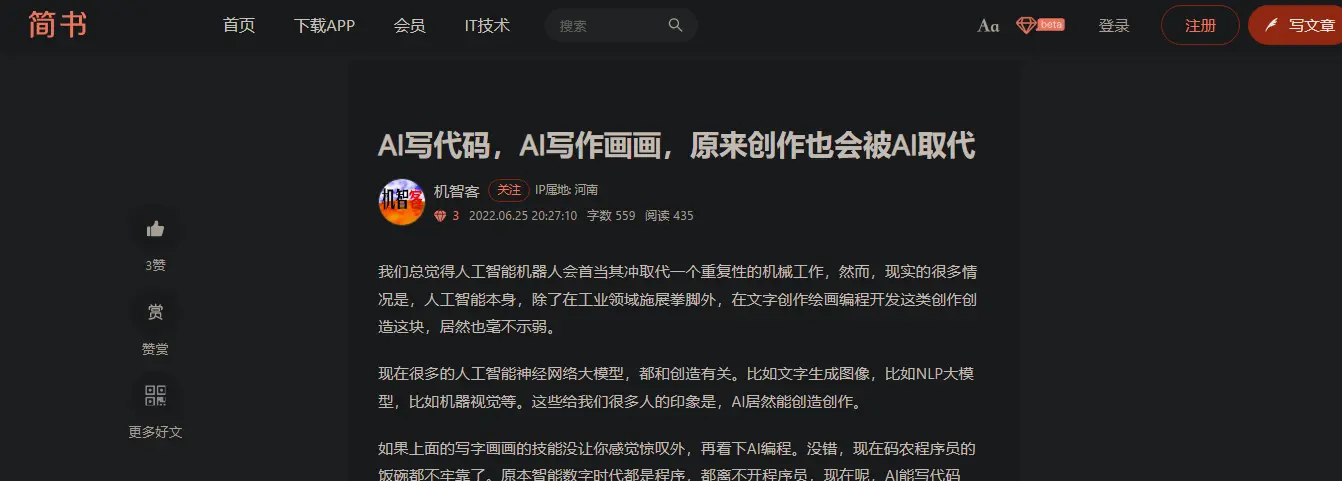 简书 首页 下载APP 会员 IT技术 搜索 Aa beta 登录 注册 写文章
AI写代码，AI写作画画，原来创作也会被AI取代
机智客
机智客 关注 IP属地: 河南
3 2022.06.25 20:27:10 字数 559 阅读 435
3赞
赏
赞赏
更多好文
我们总觉得人工智能机器人会首当其冲取代一个重复性的机械工作，然而，现实的很多情
况是，人工智能本身，除了在工业领域施展拳脚外，在文字创作绘画编程开发这类创作创
造这块，居然也毫不示弱。
现在很多的人工智能神经网络大模型，都和创造有关。比如文字生成图像，比如NLP大模
型，比如机器视觉等。这些给我们很多人的印象是，AI居然能创造创作。
如果上面的写字画画的技能没让你感觉惊叹外，再看下AI编程。没错，现在码农程序员的
饭碗都不牢靠了。原本智能数字时代都是程序，都离不开程序员，现在呢，AI能写代码